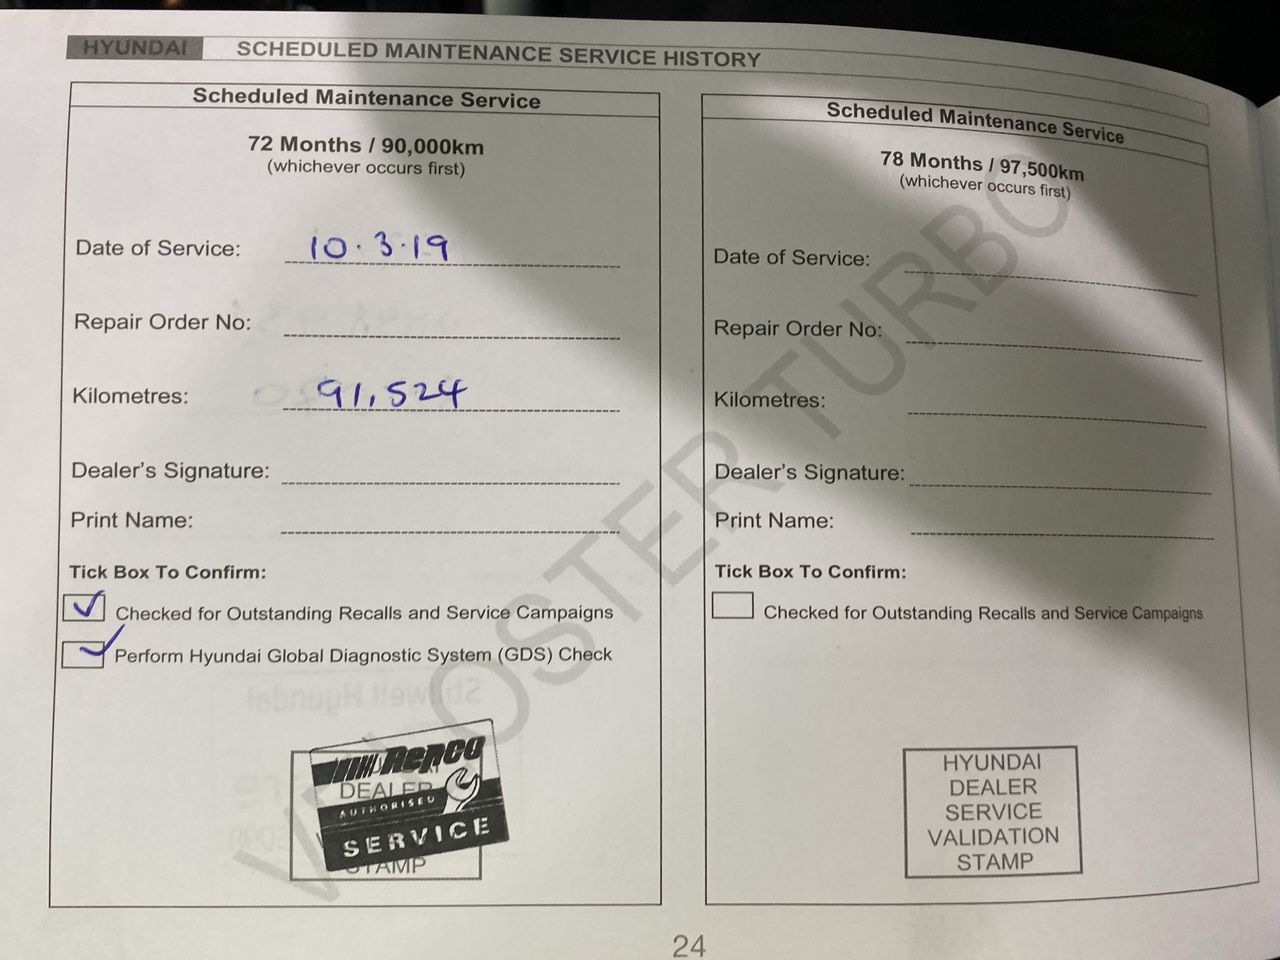 HYUNDAI SCHEDULED MAINTENANCE SERVICE HISTORY
Scheduled Maintenance Service
72 Months / 90,000km
(whichever occurs first)
Date of Service: 10.3.19
Repair Order No:
Kilometres: 91,524
Dealer's Signature:
Print Name:
Tick Box To Confirm:
Checked for Outstanding Recalls and Service Campaigns
Perform Hyundai Global Diagnostic System (GDS) Check
Repco
DEALER
AUTHORISED
SERVICE
STAMP
Scheduled Maintenance Service
78 Months / 97,500km
(whichever occurs first)
Date of Service:
Repair Order No:
Kilometres:
Dealer's Signature:
Print Name:
Tick Box To Confirm:
Checked for Outstanding Recalls and Service Campaigns
HYUNDAI
DEALER
SERVICE
VALIDATION
STAMP
VELOSTER TURBO
24